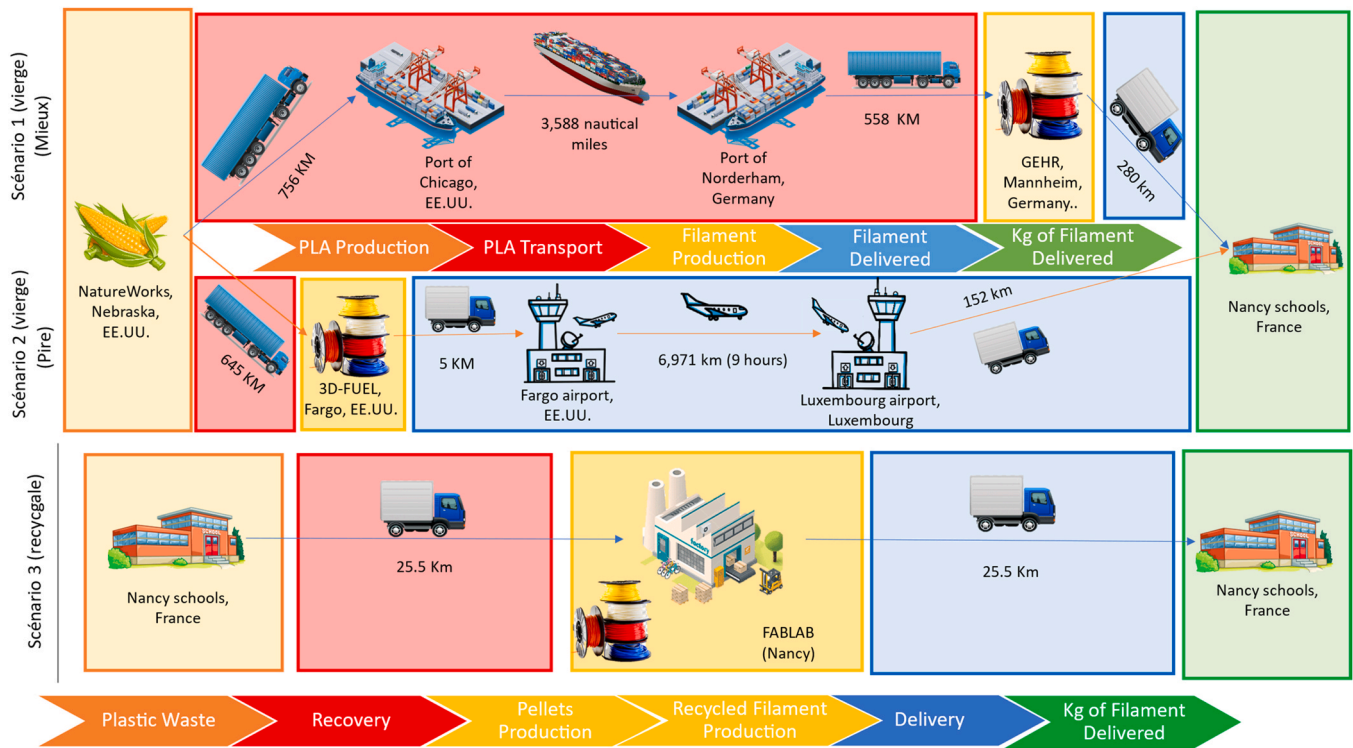 Scénario 1 (vierge)
(Mieux)
756 KM
Port of
Chicago,
EE.UU.
3,588 nautical
miles
Port of
Norderham,
Germany
558 KM
GEHR,
Mannheim,
Germany..
280 km
NatureWorks,
Nebraska,
EE.UU.
PLA Production
PLA Transport
Filament
Production
Filament
Delivered
Kg of Filament
Delivered
Nancy schools,
France
Scénario 2 (vierge)
(Pire)
645 KM
3D-FUEL,
Fargo, EE.UU.
5 KM
Fargo airport,
EE.UU.
6,971 km (9 hours)
Luxembourg airport,
Luxembourg
152 km
Scénario 3 (recycgale)
Nancy schools,
France
25.5 Km
factory
FABLAB
(Nancy)
25.5 Km
Nancy schools,
France
Plastic Waste
Recovery
Pellets
Production
Recycled Filament
Production
Delivery
Kg of Filament
Delivered